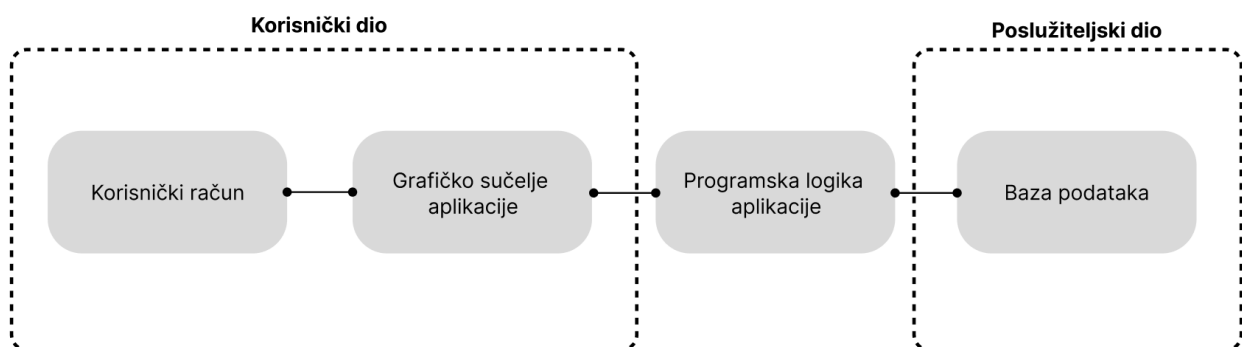 Korisnički dio
Poslužiteljski dio
Korisnički račun
Grafičko sučelje
aplikacije
Programska logika
aplikacije
Baza podataka